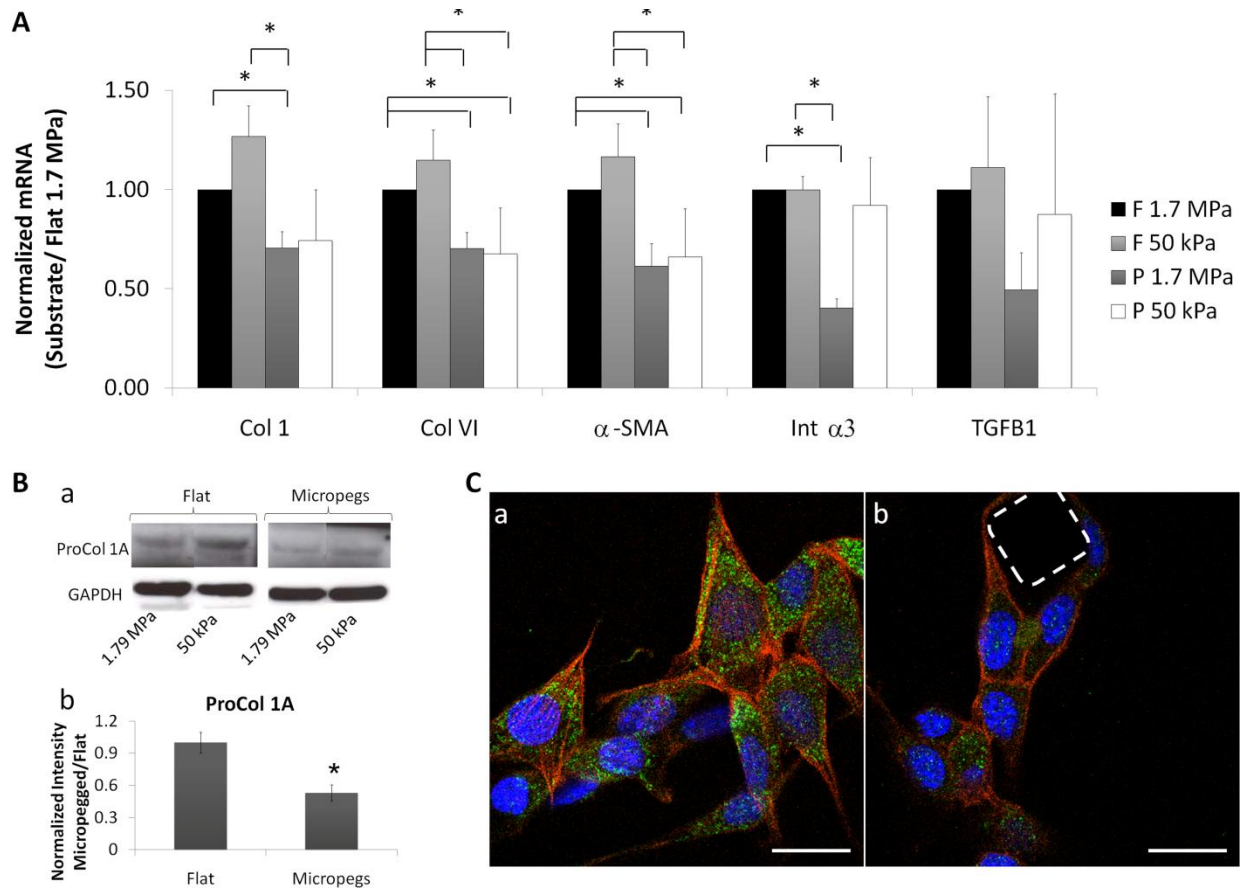 A
Normalized mRNA
(Substrate/ Flat 1.7 MPa)
1.50
1.00
0.50
0.00
* * * * * * * *
Col 1
Col VI
α-SMA
Int α3
TGFB1
F 1.7 MPa
F 50 kPa
P 1.7 MPa
P 50 kPa
B
a
Flat
Micropegs
ProCol 1A
GAPDH
1.79 MPa
50 kPa
1.79 MPa
50 kPa
b
ProCol 1A
Normalized Intensity
Micropegged/Flat
1.2
0.9
0.6
0.3
0
*
Flat
Micropegs
C
a
b